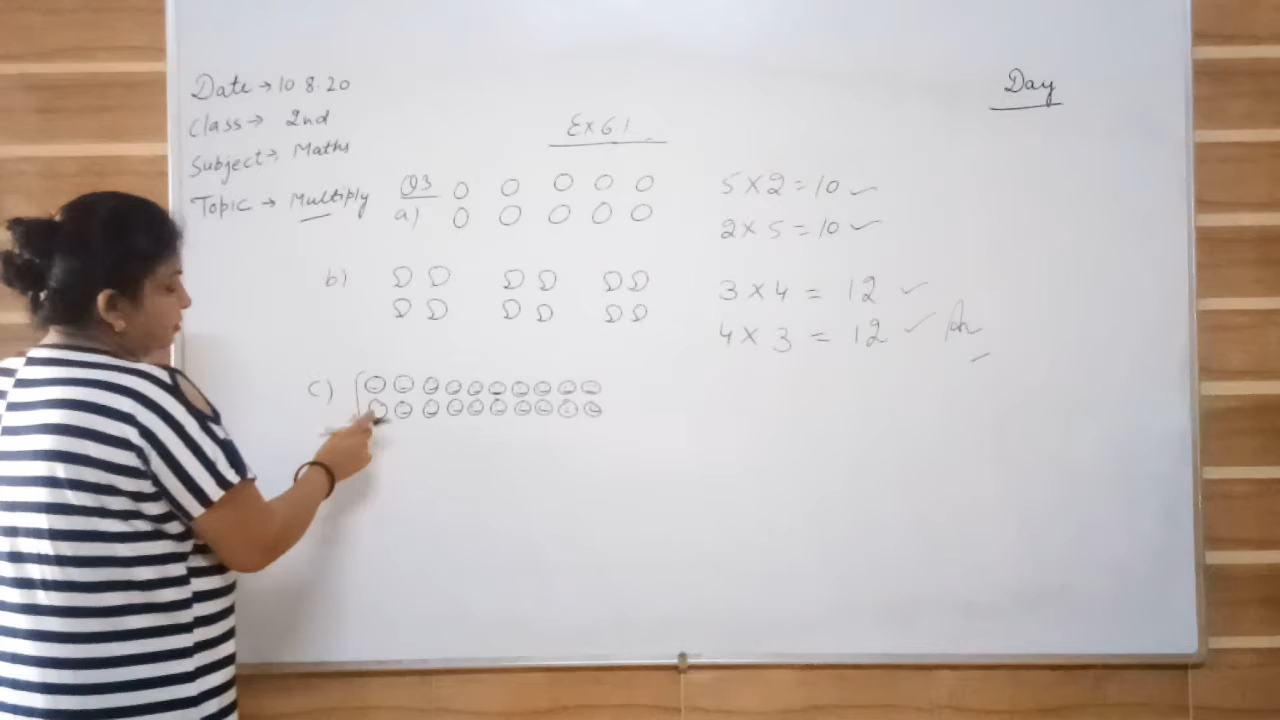 Day
Date → 10.8.20
Class → 2nd
Subject → Maths
Topic → Multiply
Ex 6.1
Q3
a)
5 × 2 = 10 ✓
2 × 5 = 10 ✓
b)
3 × 4 = 12 ✓
4 × 3 = 12 ✓ An
c)